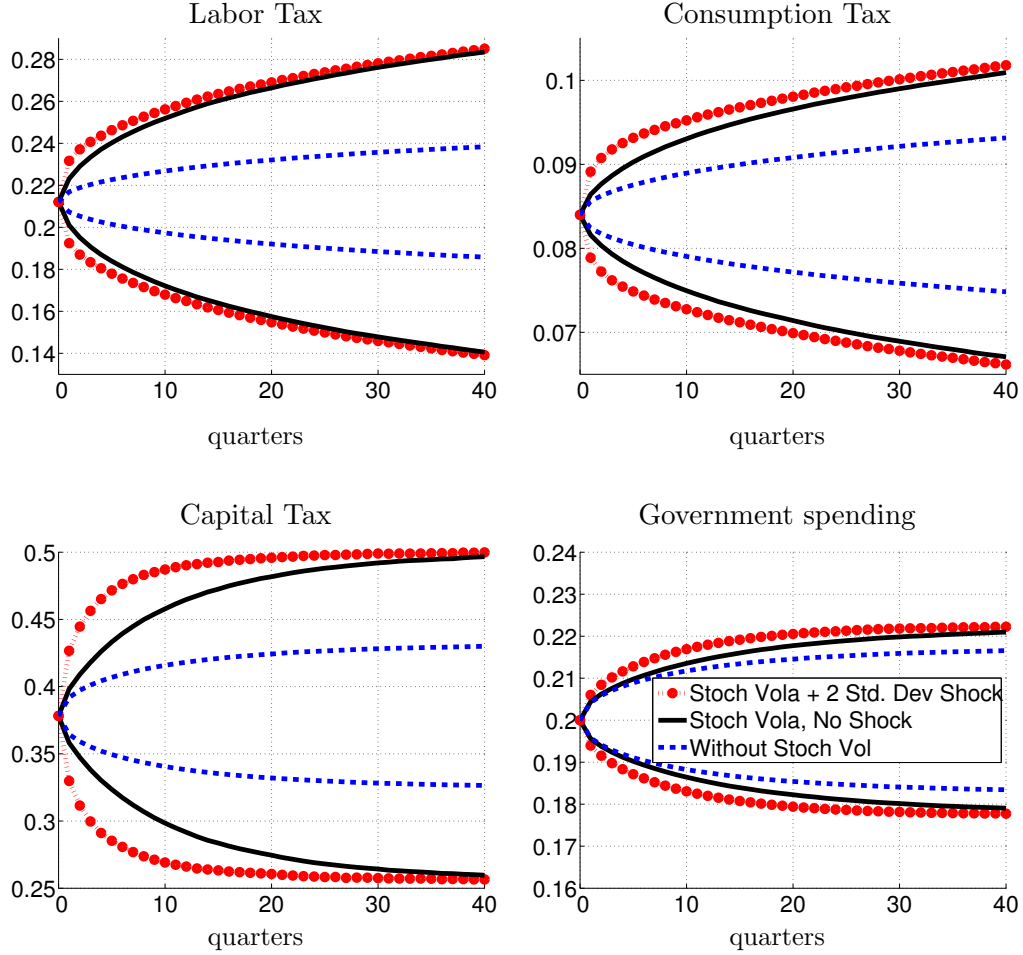 Labor Tax
0.28
0.26
0.24
0.22
0.2
0.18
0.16
0.14
0 10 20 30 40
quarters
Consumption Tax
0.1
0.09
0.08
0.07
0 10 20 30 40
quarters
Capital Tax
0.5
0.45
0.4
0.35
0.3
0.25
0 10 20 30 40
quarters
Government spending
0.24
0.23
0.22
0.21
0.2
0.19
0.18
0.17
0.16
0 10 20 30 40
Stoch Vola + 2 Std. Dev Shock
Stoch Vola, No Shock
Without Stoch Vol
quarters